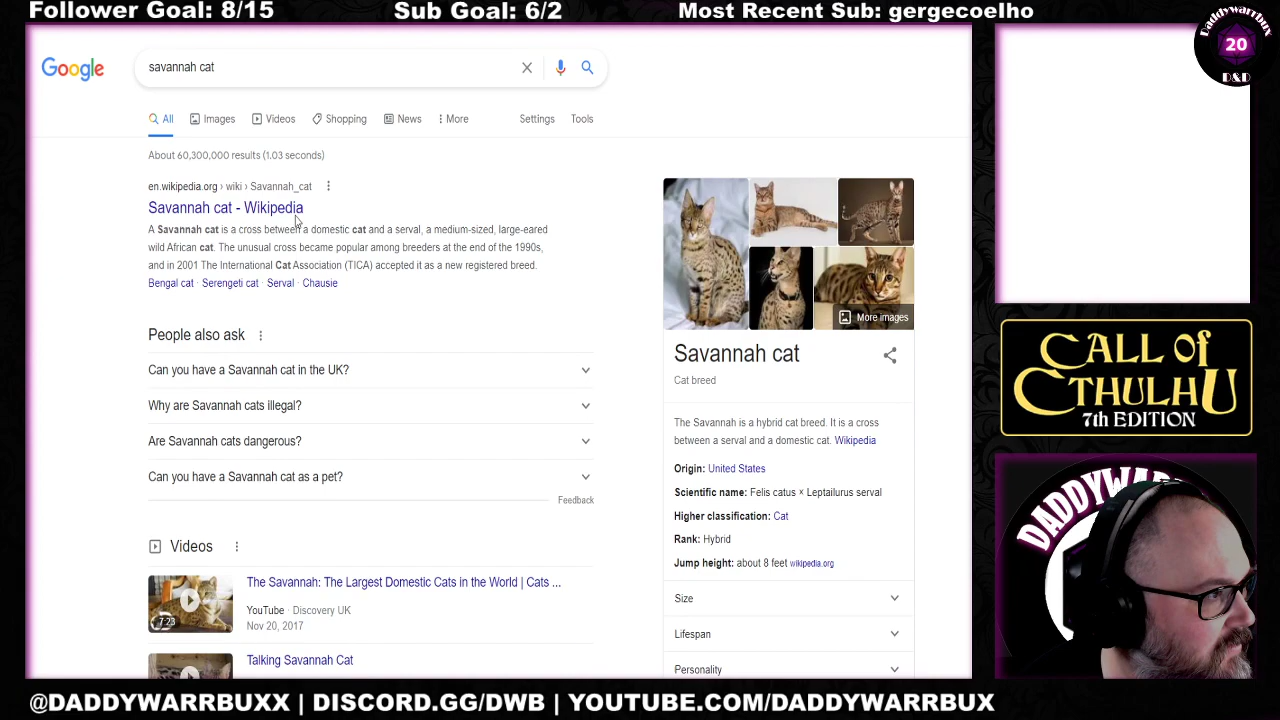 Follower Goal: 8/15
Sub Goal: 6/2
Most Recent Sub: gergecoelho
Daddywarrbux
20
D&D
Google
savannah cat
All
Images
Videos
Shopping
News
More
Settings
Tools
About 60,300,000 results (1.03 seconds)
en.wikipedia.org › wiki › Savannah_cat
Savannah cat - Wikipedia
A Savannah cat is a cross between a domestic cat and a serval, a medium-sized, large-eared
wild African cat. The unusual cross became popular among breeders at the end of the 1990s,
and in 2001 The International Cat Association (TICA) accepted it as a new registered breed.
Bengal cat · Serengeti cat · Serval · Chausie
People also ask
Can you have a Savannah cat in the UK?
Why are Savannah cats illegal?
Are Savannah cats dangerous?
Can you have a Savannah cat as a pet?
Feedback
Videos
The Savannah: The Largest Domestic Cats in the World | Cats ...
YouTube · Discovery UK
Nov 20, 2017
7:23
Talking Savannah Cat
More images
Savannah cat
Cat breed
The Savannah is a hybrid cat breed. It is a cross
between a serval and a domestic cat. Wikipedia
Origin: United States
Scientific name: Felis catus × Leptailurus serval
Higher classification: Cat
Rank: Hybrid
Jump height: about 8 feet wikipedia.org
Size
Lifespan
Personality
CALL of
CTHULHU
7th EDITION
DADDYWAR
@DADDYWARRBUXX | DISCORD.GG/DWB | YOUTUBE.COM/DADDYWARRBUX